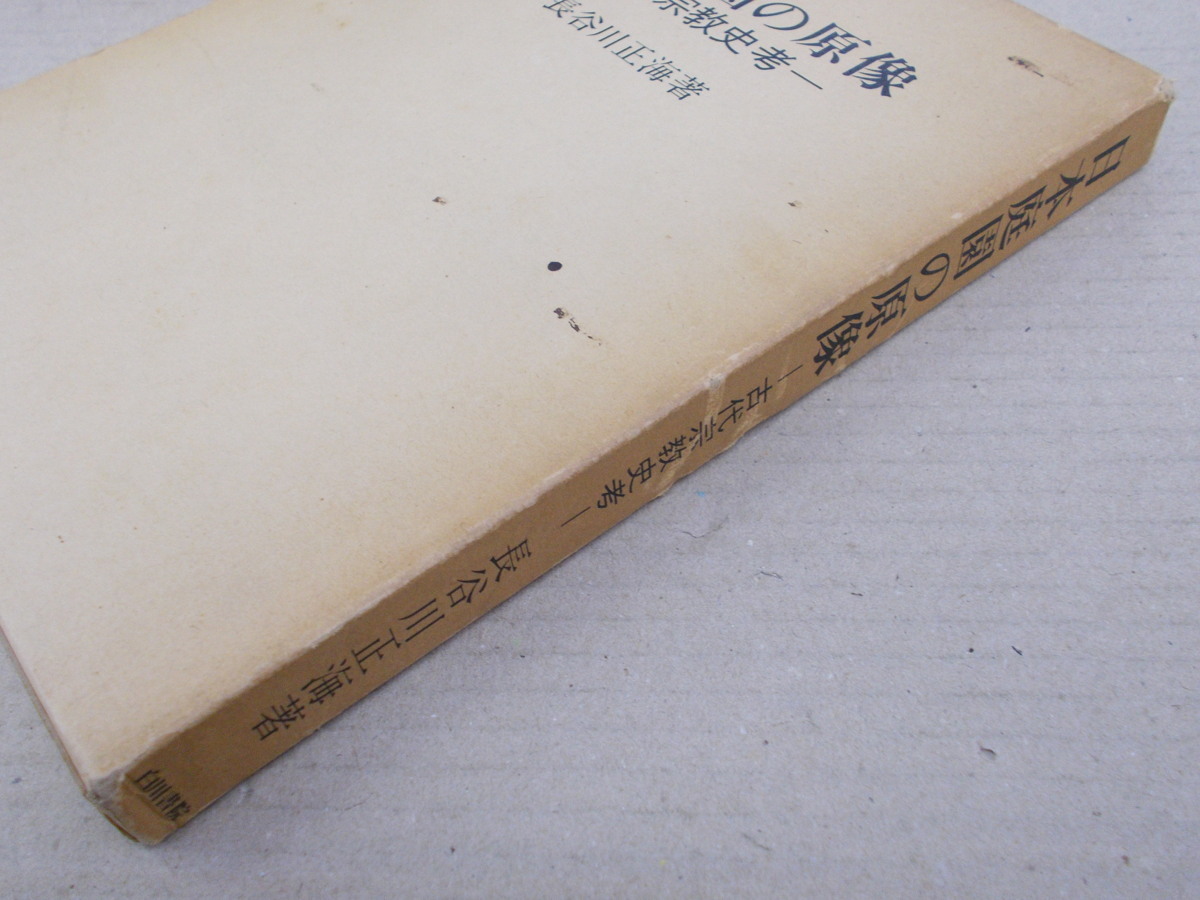 の原像
宗教史考―
長谷川正海著
日本庭園の原像―古代宗教史考―長谷川正海著
白川書院